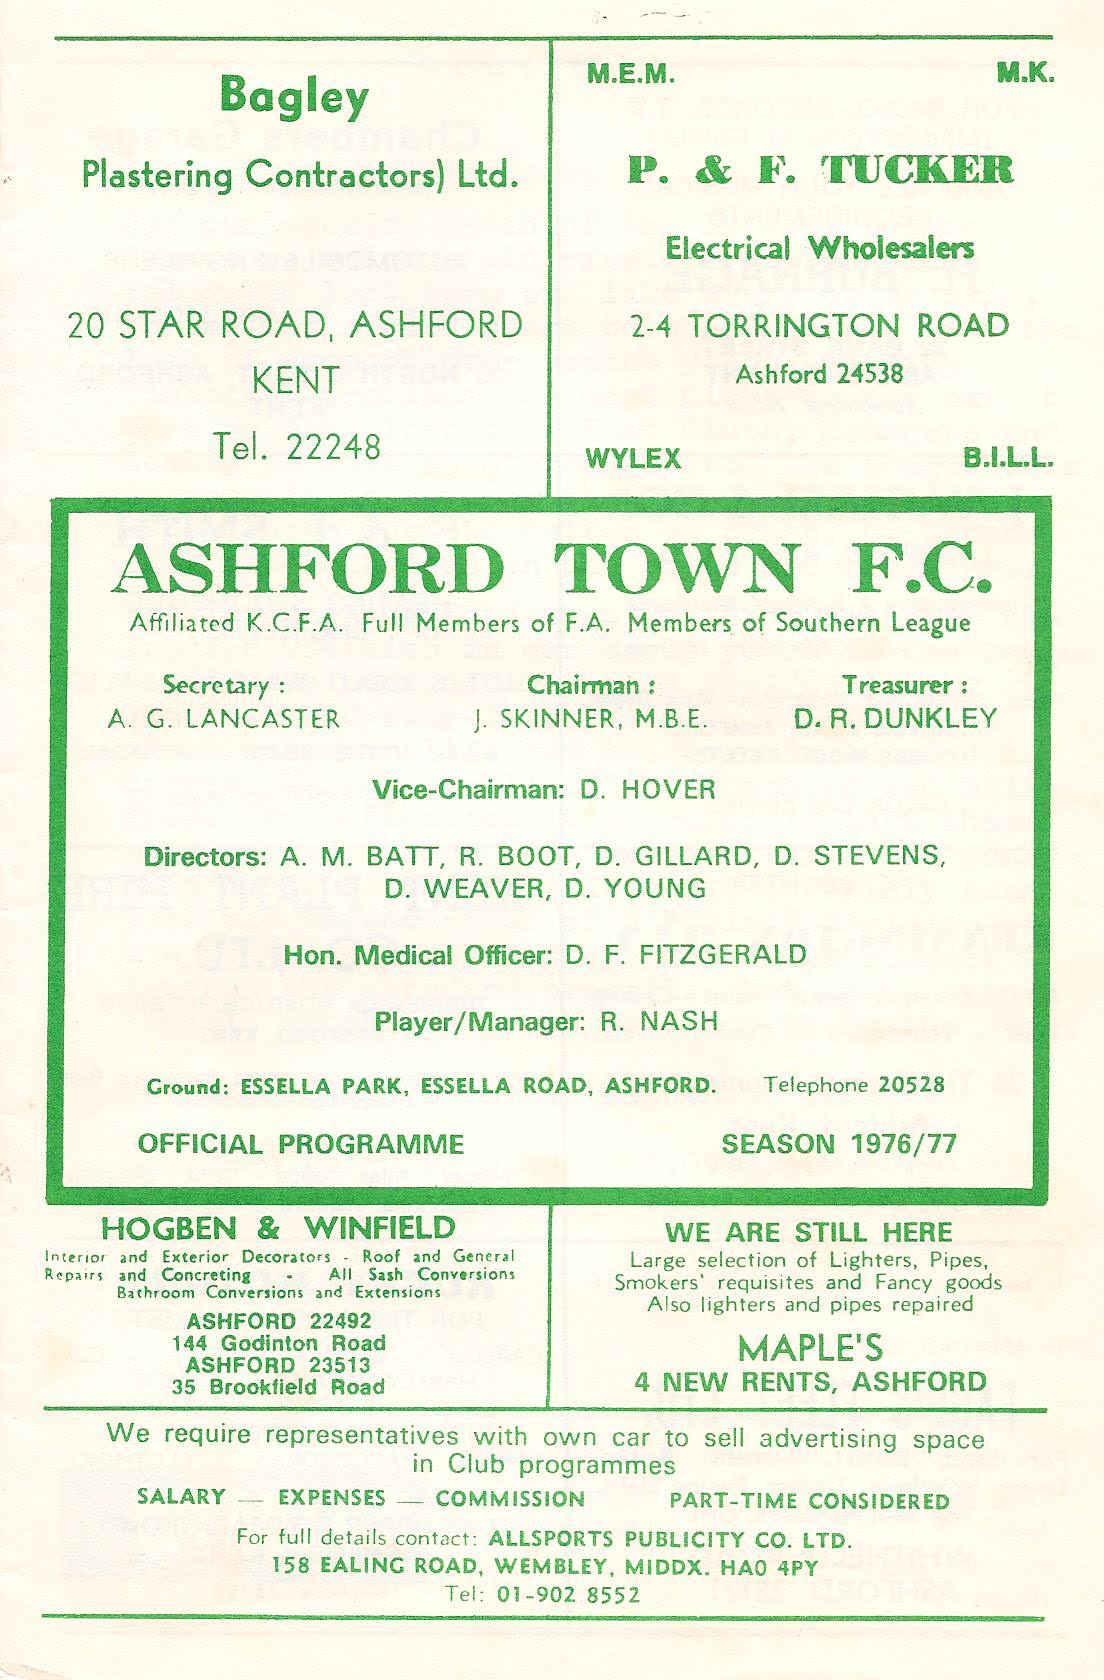 Bagley
Plastering Contractors) Ltd.
20 STAR ROAD, ASHFORD
KENT
Tel. 22248
M.E.M. M.K.
P. & F. TUCKER
Electrical Wholesalers
2-4 TORRINGTON ROAD
Ashford 24538
WYLEX B.I.L.L.
ASHFORD TOWN F.C.
Affiliated K.C.F.A. Full Members of F.A. Members of Southern League
Secretary : Chairman : Treasurer :
A. G. LANCASTER J. SKINNER, M.B.E. D. R. DUNKLEY
Vice-Chairman: D. HOVER
Directors: A. M. BATT, R. BOOT, D. GILLARD, D. STEVENS,
D. WEAVER, D. YOUNG
Hon. Medical Officer: D. F. FITZGERALD
Player/Manager: R. NASH
Ground: ESSELLA PARK, ESSELLA ROAD, ASHFORD. Telephone 20528
OFFICIAL PROGRAMME SEASON 1976/77
HOGBEN & WINFIELD
Interior and Exterior Decorators - Roof and General
Repairs and Concreting - All Sash Conversions
Bathroom Conversions and Extensions
ASHFORD 22492
144 Godinton Road
ASHFORD 23513
35 Brookfield Road
WE ARE STILL HERE
Large selection of Lighters, Pipes,
Smokers' requisites and Fancy goods
Also lighters and pipes repaired
MAPLE'S
4 NEW RENTS, ASHFORD
We require representatives with own car to sell advertising space
in Club programmes
SALARY — EXPENSES — COMMISSION PART-TIME CONSIDERED
For full details contact: ALLSPORTS PUBLICITY CO. LTD.
158 EALING ROAD, WEMBLEY, MIDDX. HA0 4PY
Tel: 01-902 8552